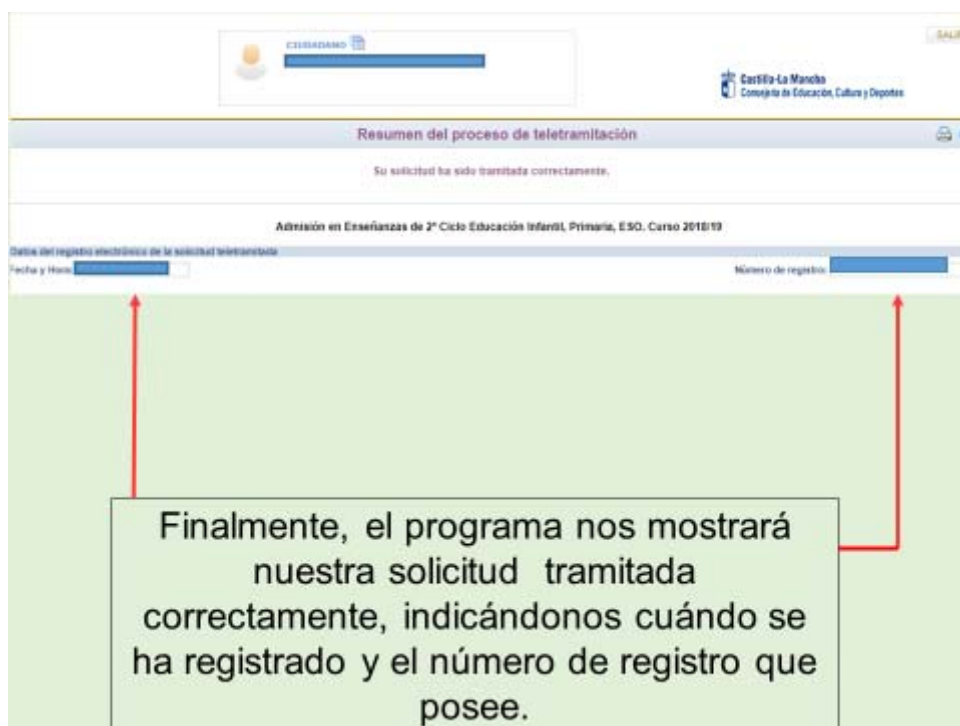 CIUDADANO
SALIR
Castilla-La Mancha
Consejería de Educación, Cultura y Deportes
Resumen del proceso de teletramitación
Su solicitud ha sido tramitada correctamente.
Admisión en Enseñanzas de 2º Ciclo Educación Infantil, Primaria, ESO. Curso 2018/19
Datos del registro electrónico de la solicitud teletramitada
Fecha y Hora:
Número de registro:
Finalmente, el programa nos mostrará
nuestra solicitud tramitada
correctamente, indicándonos cuándo se
ha registrado y el número de registro que
posee.